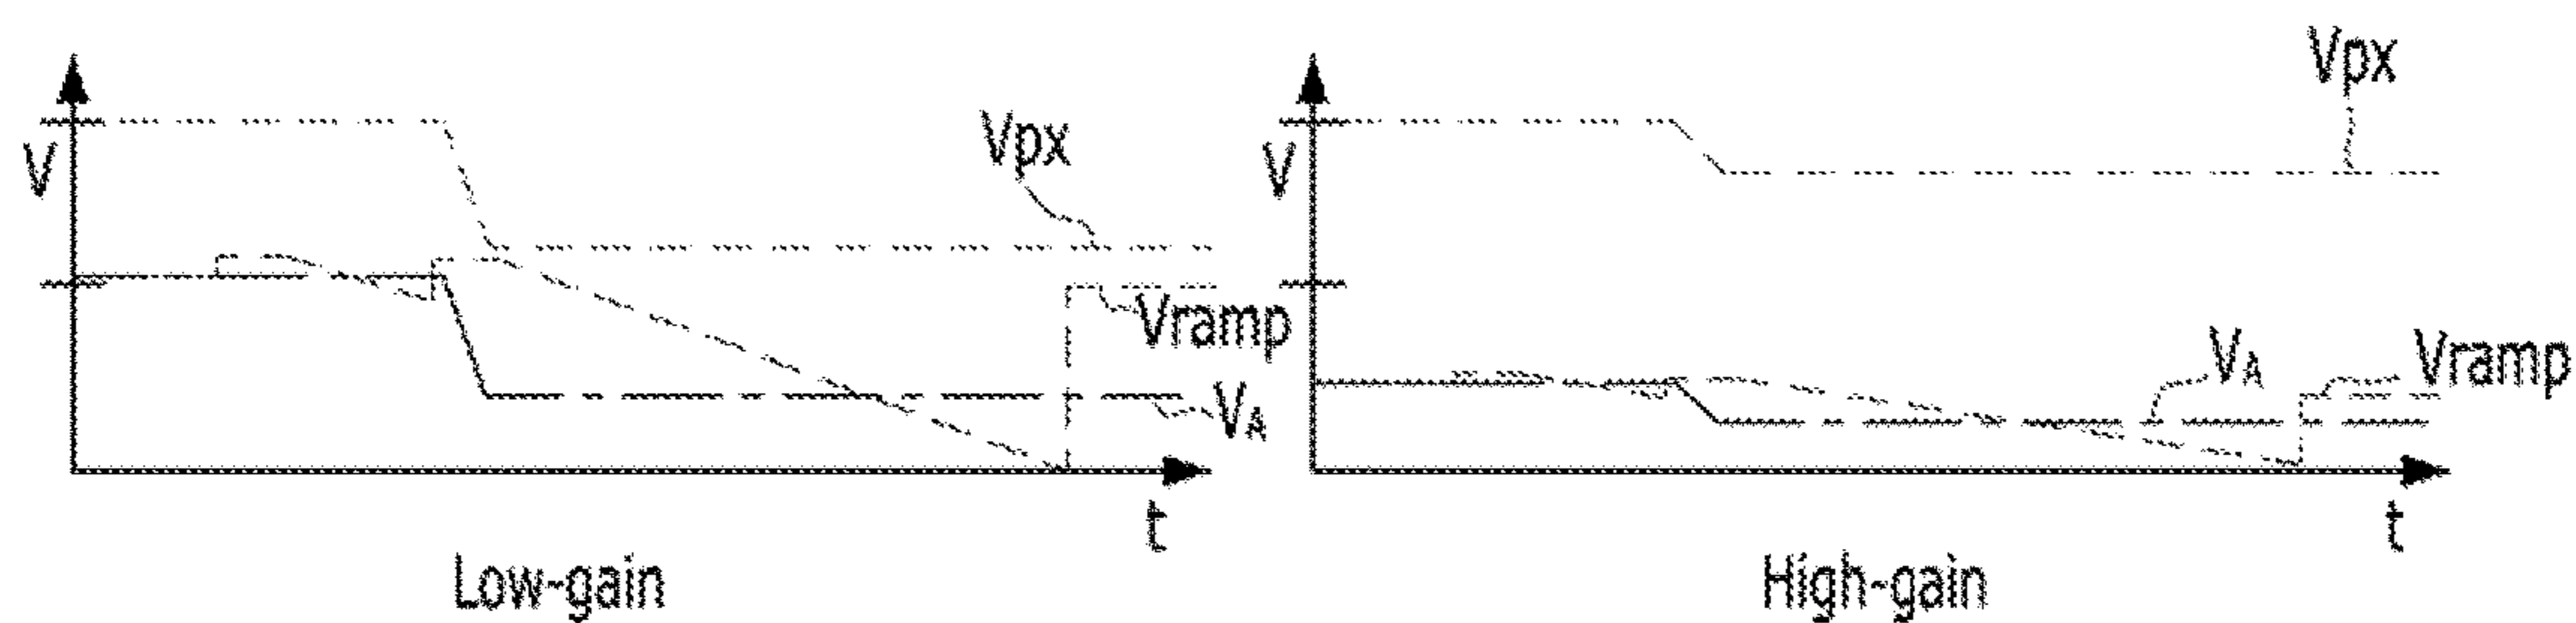 V
Vpx
Vramp
VA
t
Low-gain
V
Vpx
VA
Vramp
t
High-gain